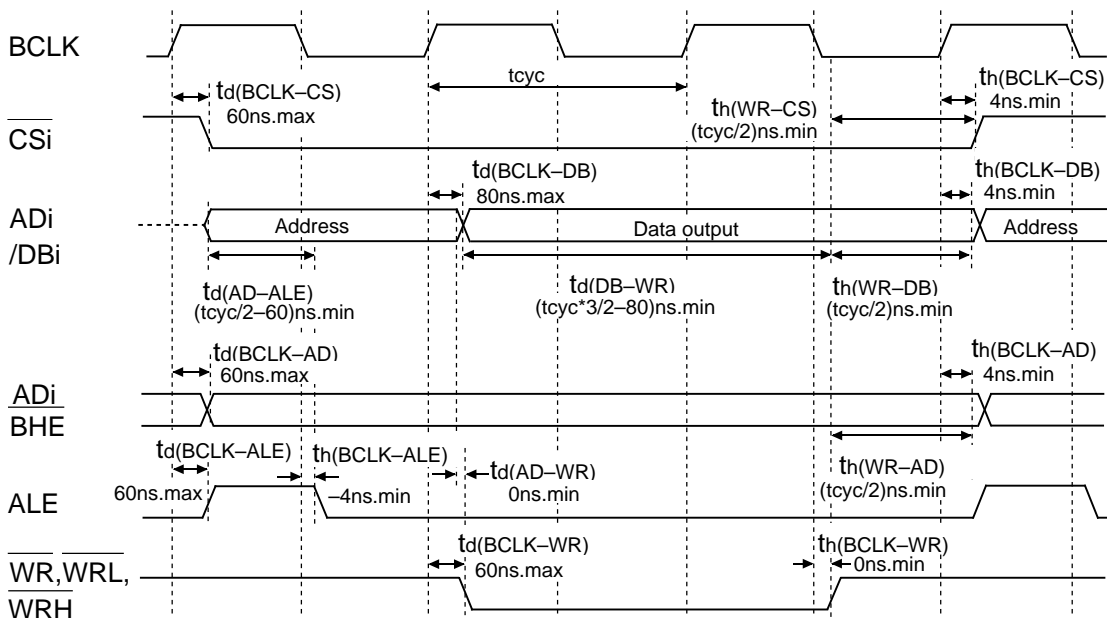 BCLK
tcyc
td(BCLK–CS)
60ns.max
th(WR–CS)
(tcyc/2)ns.min
th(BCLK–CS)
4ns.min
CSi
td(BCLK–DB)
80ns.max
th(BCLK–DB)
4ns.min
ADi
/DBi
Address
Data output
Address
td(AD–ALE)
(tcyc/2–60)ns.min
td(DB–WR)
(tcyc*3/2–80)ns.min
th(WR–DB)
(tcyc/2)ns.min
td(BCLK–AD)
60ns.max
th(BCLK–AD)
4ns.min
ADi
BHE
td(BCLK–ALE)
60ns.max
th(BCLK–ALE)
–4ns.min
td(AD–WR)
0ns.min
th(WR–AD)
(tcyc/2)ns.min
ALE
td(BCLK–WR)
60ns.max
th(BCLK–WR)
0ns.min
WR,WRL,
WRH